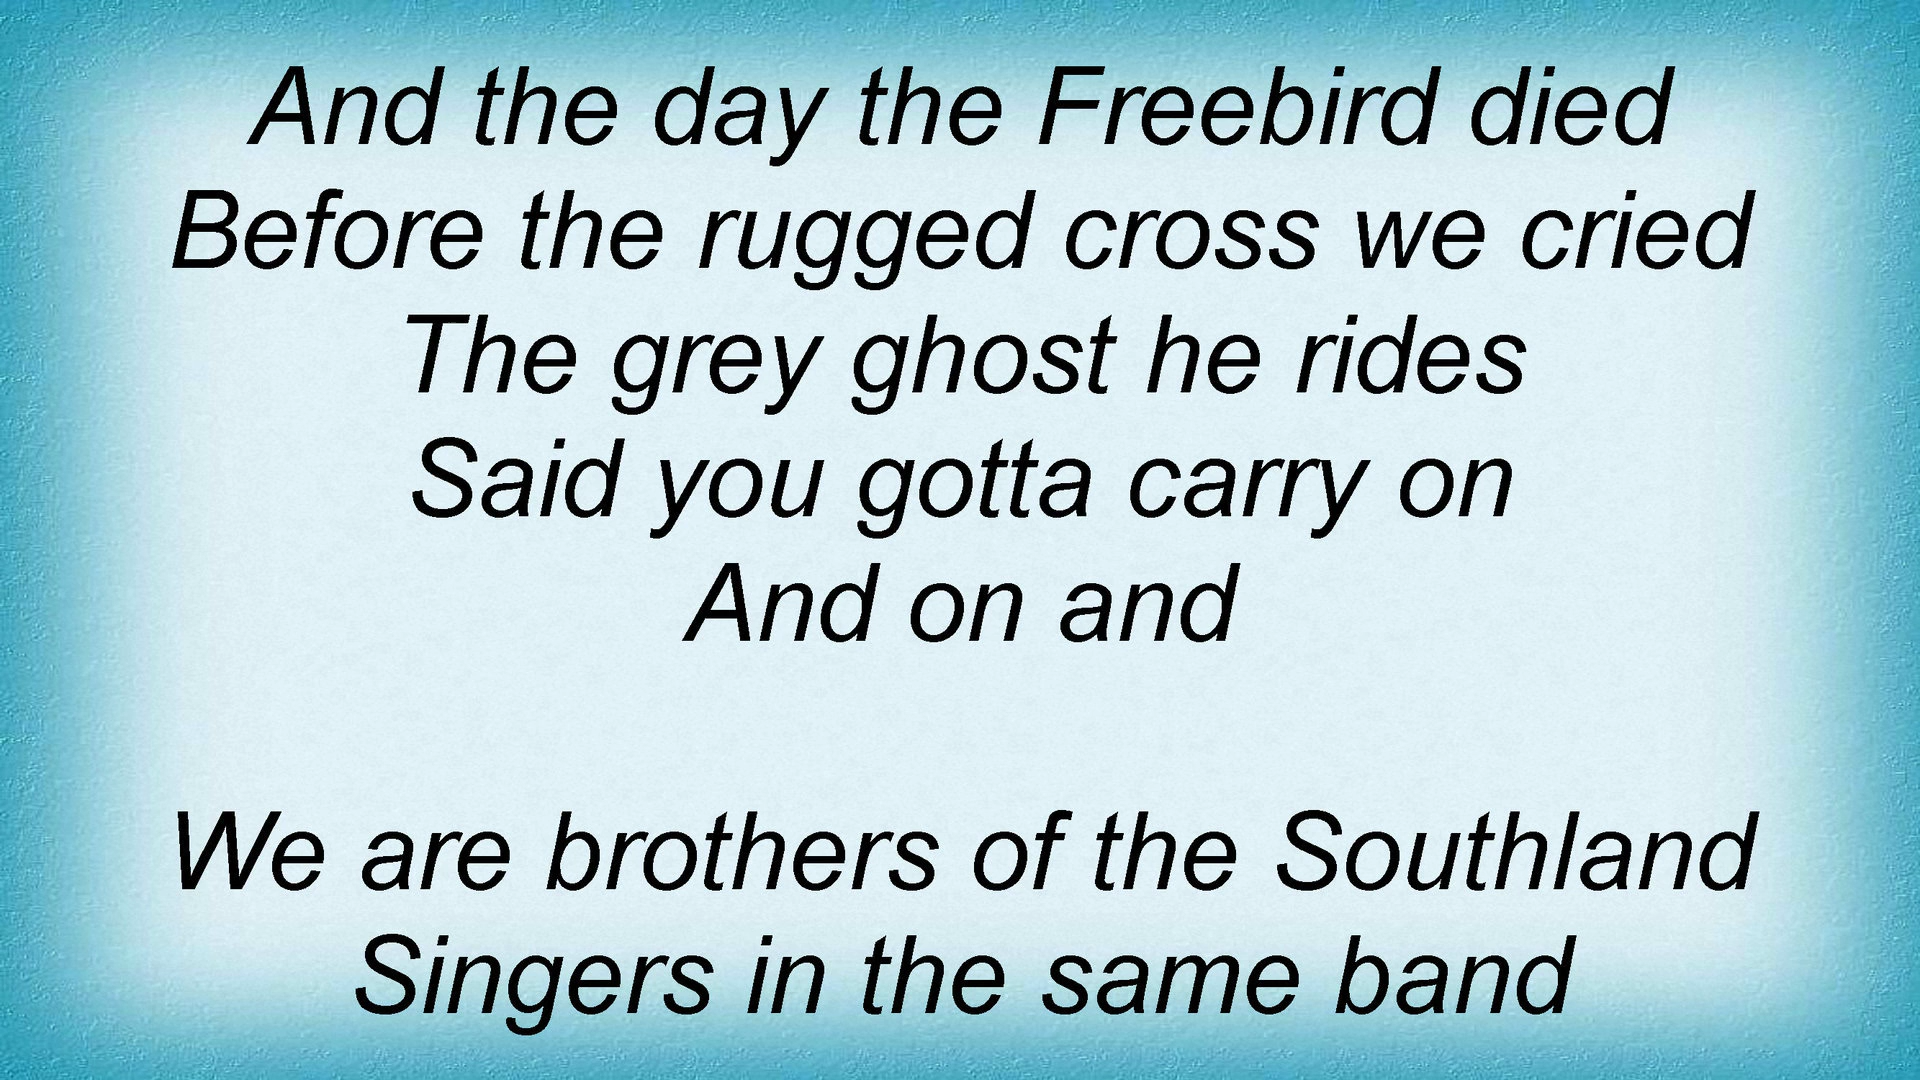 And the day the Freebird died
Before the rugged cross we cried
The grey ghost he rides
Said you gotta carry on
And on and
We are brothers of the Southland
Singers in the same band